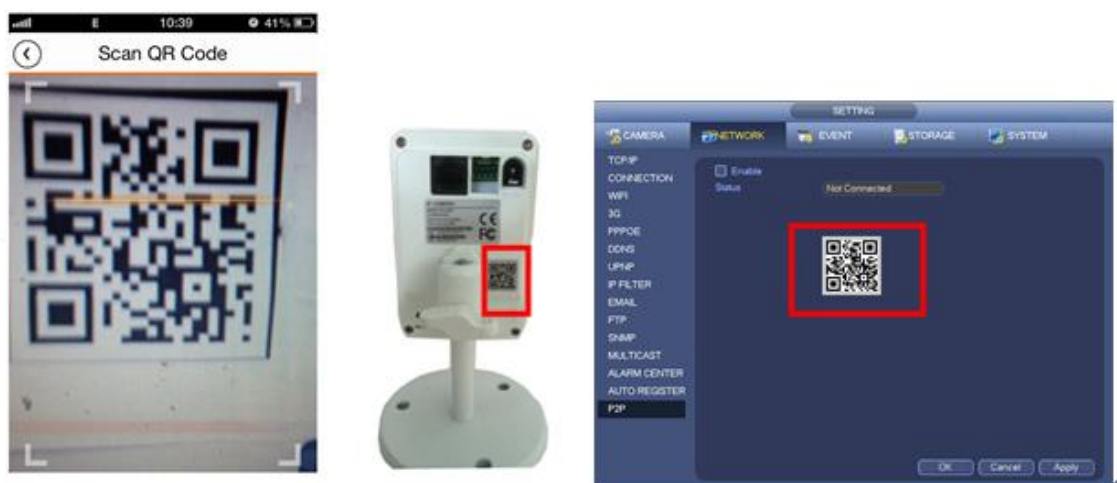 E 10:39 41%
Scan QR Code
CE
FC
SETTING
CAMERA NETWORK EVENT STORAGE SYSTEM
TCP/IP
CONNECTION
WIFI
3G
PPPOE
DDNS
UPNP
IP FILTER
EMAIL
FTP
SNMP
MULTICAST
ALARM CENTER
AUTO REGISTER
P2P
Enable
Status Not Connected
OK Cancel Apply